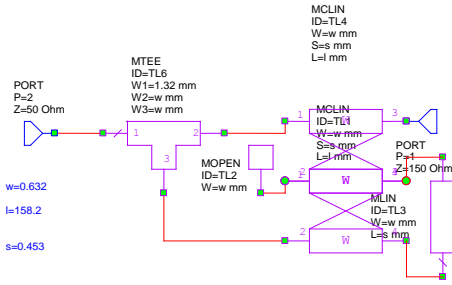 MCLIN
ID=TL4
W=w mm
S=s mm
L=l mm
MTEE
ID=TL6
W1=1.32 mm
W2=w mm
W3=w mm
PORT
P=2
Z=50 Ohm
1
2
3
MCLIN
ID=TL1
W=w mm
S=s mm
L=l mm
1
3
W
PORT
P=1
Z=150 Ohm
MOPEN
ID=TL2
W=w mm
1
2
W
MLIN
ID=TL3
W=w mm
L=s mm
2
W
w=0.632
l=158.2
s=0.453